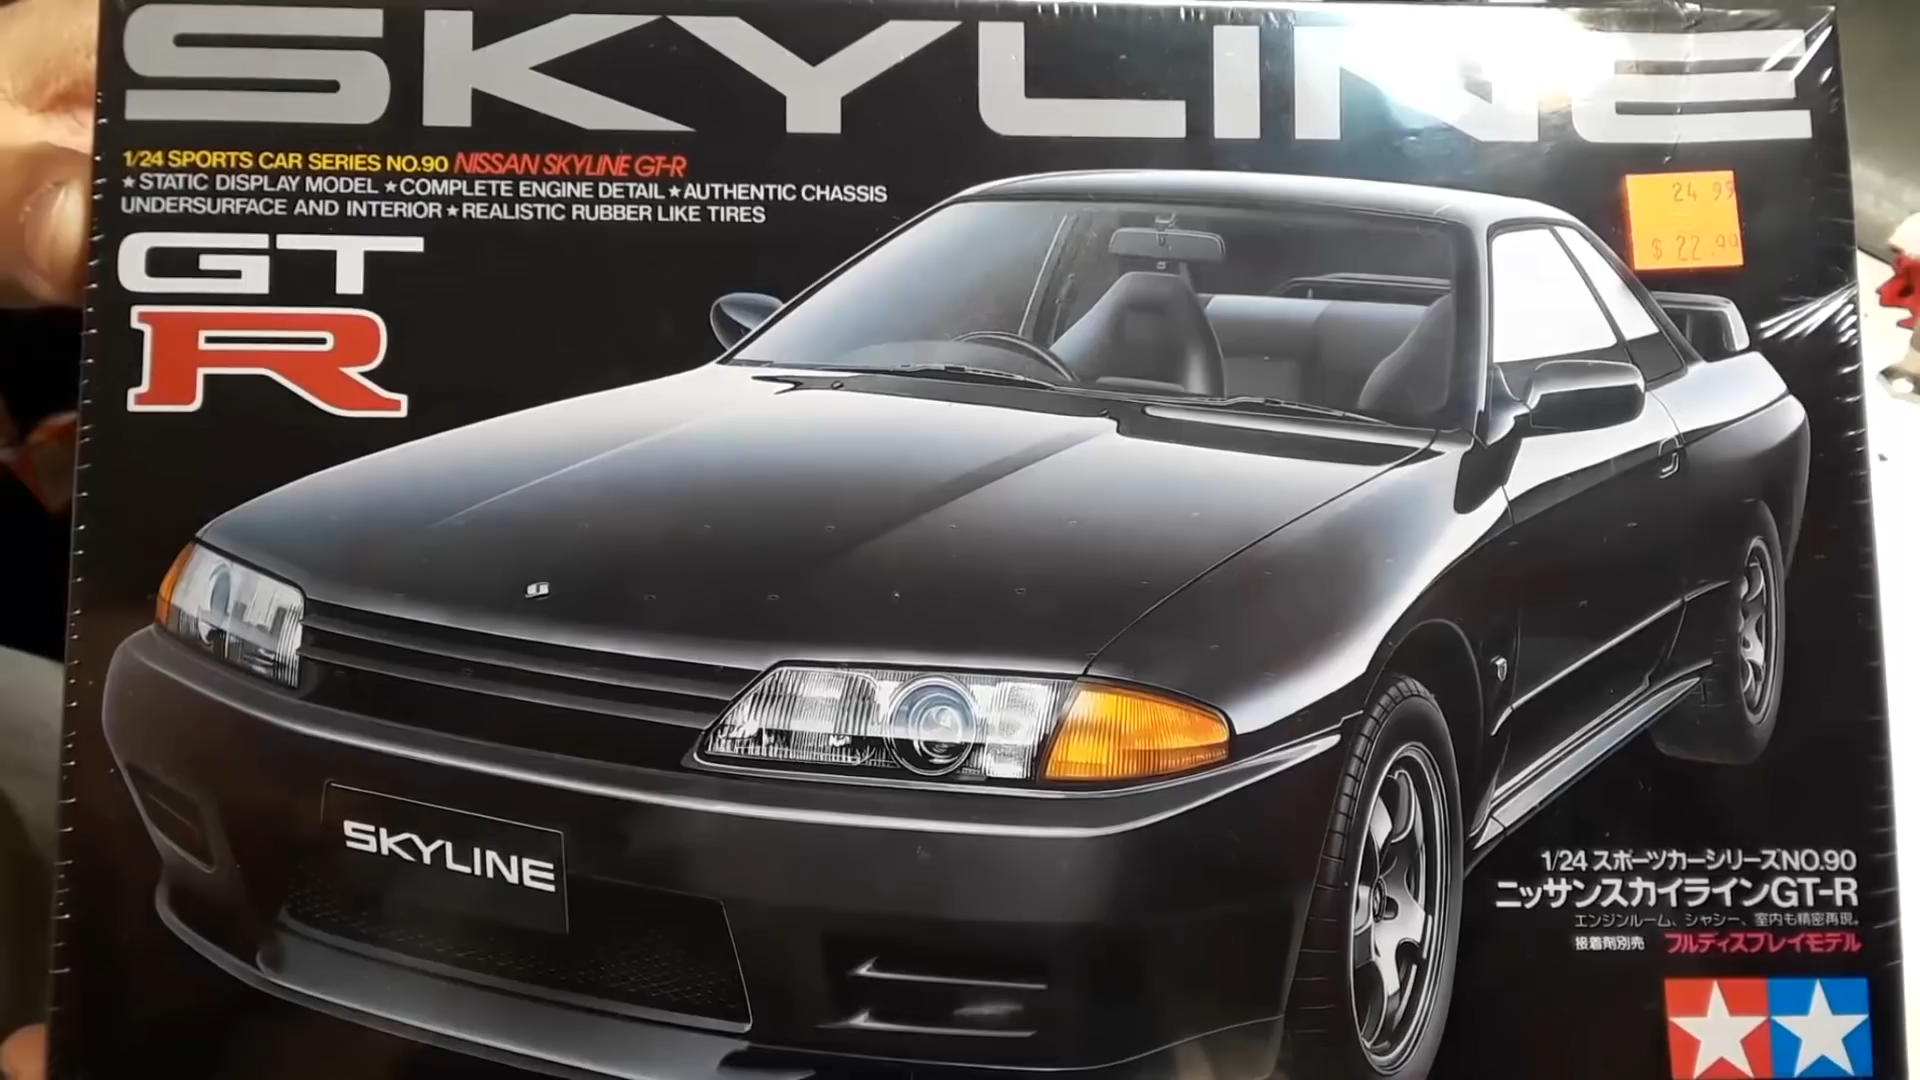 SKYLINE
1/24 SPORTS CAR SERIES NO.90 NISSAN SKYLINE GT-R
★STATIC DISPLAY MODEL ★COMPLETE ENGINE DETAIL ★AUTHENTIC CHASSIS
UNDERSURFACE AND INTERIOR ★REALISTIC RUBBER LIKE TIRES
GT
R
24 95
$ 22.99
SKYLINE
1/24 スポーツカーシリーズNO.90
ニッサンスカイラインGT-R
エンジンルーム、シャシー、室内も精密再現。
接着剤別売 フルディスプレイモデル